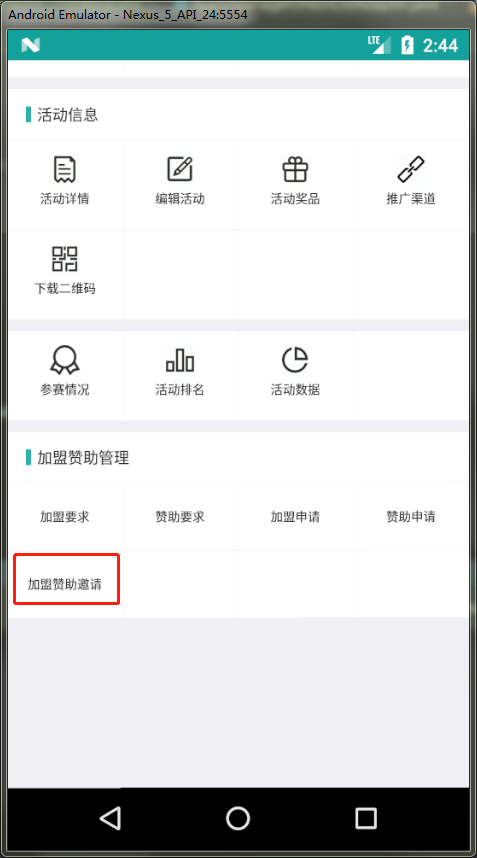 Android Emulator - Nexus_5_API_24:5554
LTE 2:44
活动信息
活动详情 编辑活动 活动奖品 推广渠道
下载二维码
参赛情况 活动排名 活动数据
加盟赞助管理
加盟要求 赞助要求 加盟申请 赞助申请
加盟赞助邀请